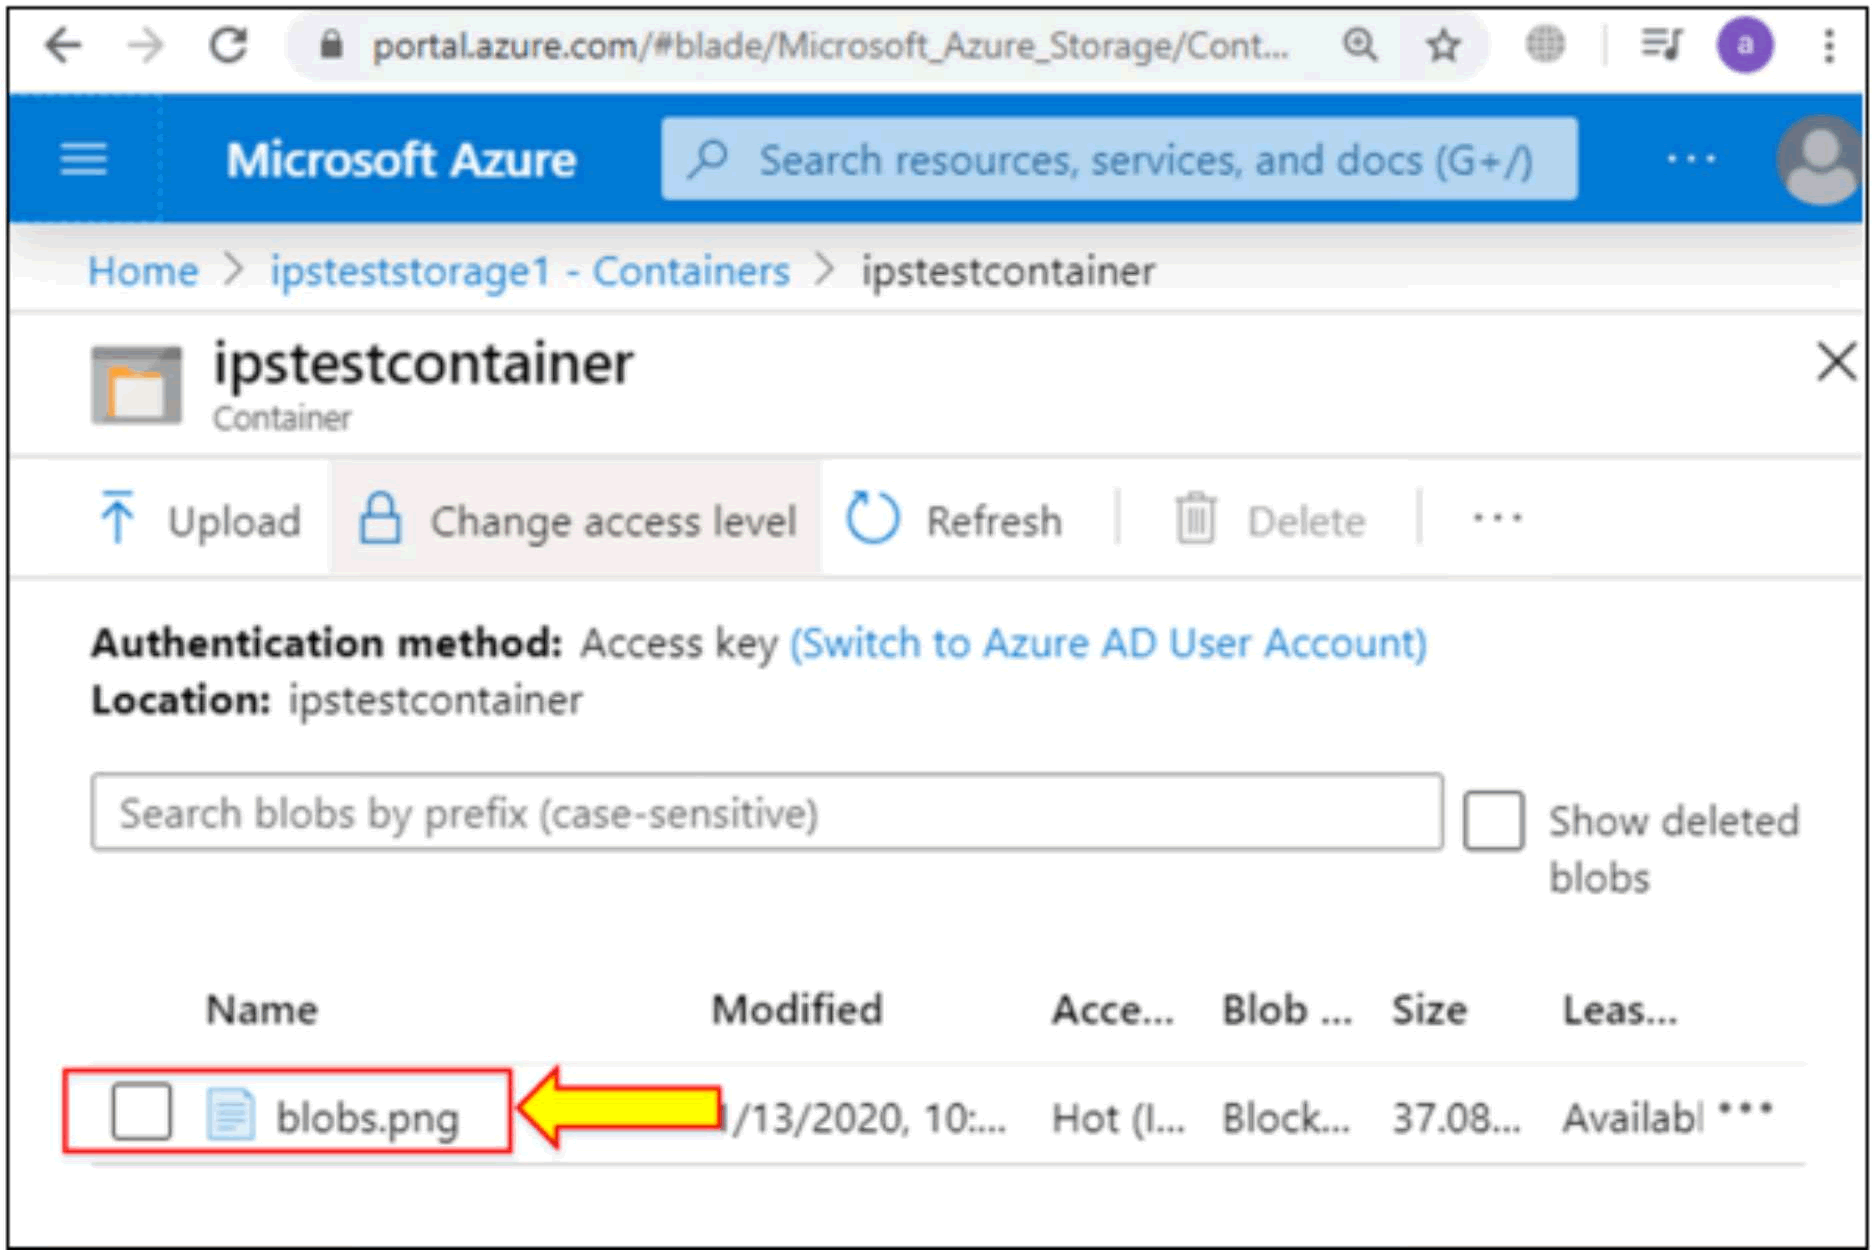 portal.azure.com/#blade/Microsoft_Azure_Storage/Cont... a
Microsoft Azure Search resources, services, and docs (G+/) ...
Home > ipsteststorage1 - Containers > ipstestcontainer
ipstestcontainer
Container
Upload Change access level Refresh Delete ...
Authentication method: Access key (Switch to Azure AD User Account)
Location: ipstestcontainer
Search blobs by prefix (case-sensitive) Show deleted
blobs
Name Modified Acce... Blob ... Size Leas...
blobs.png /13/2020, 10:... Hot (I... Block... 37.08... Availabl ...